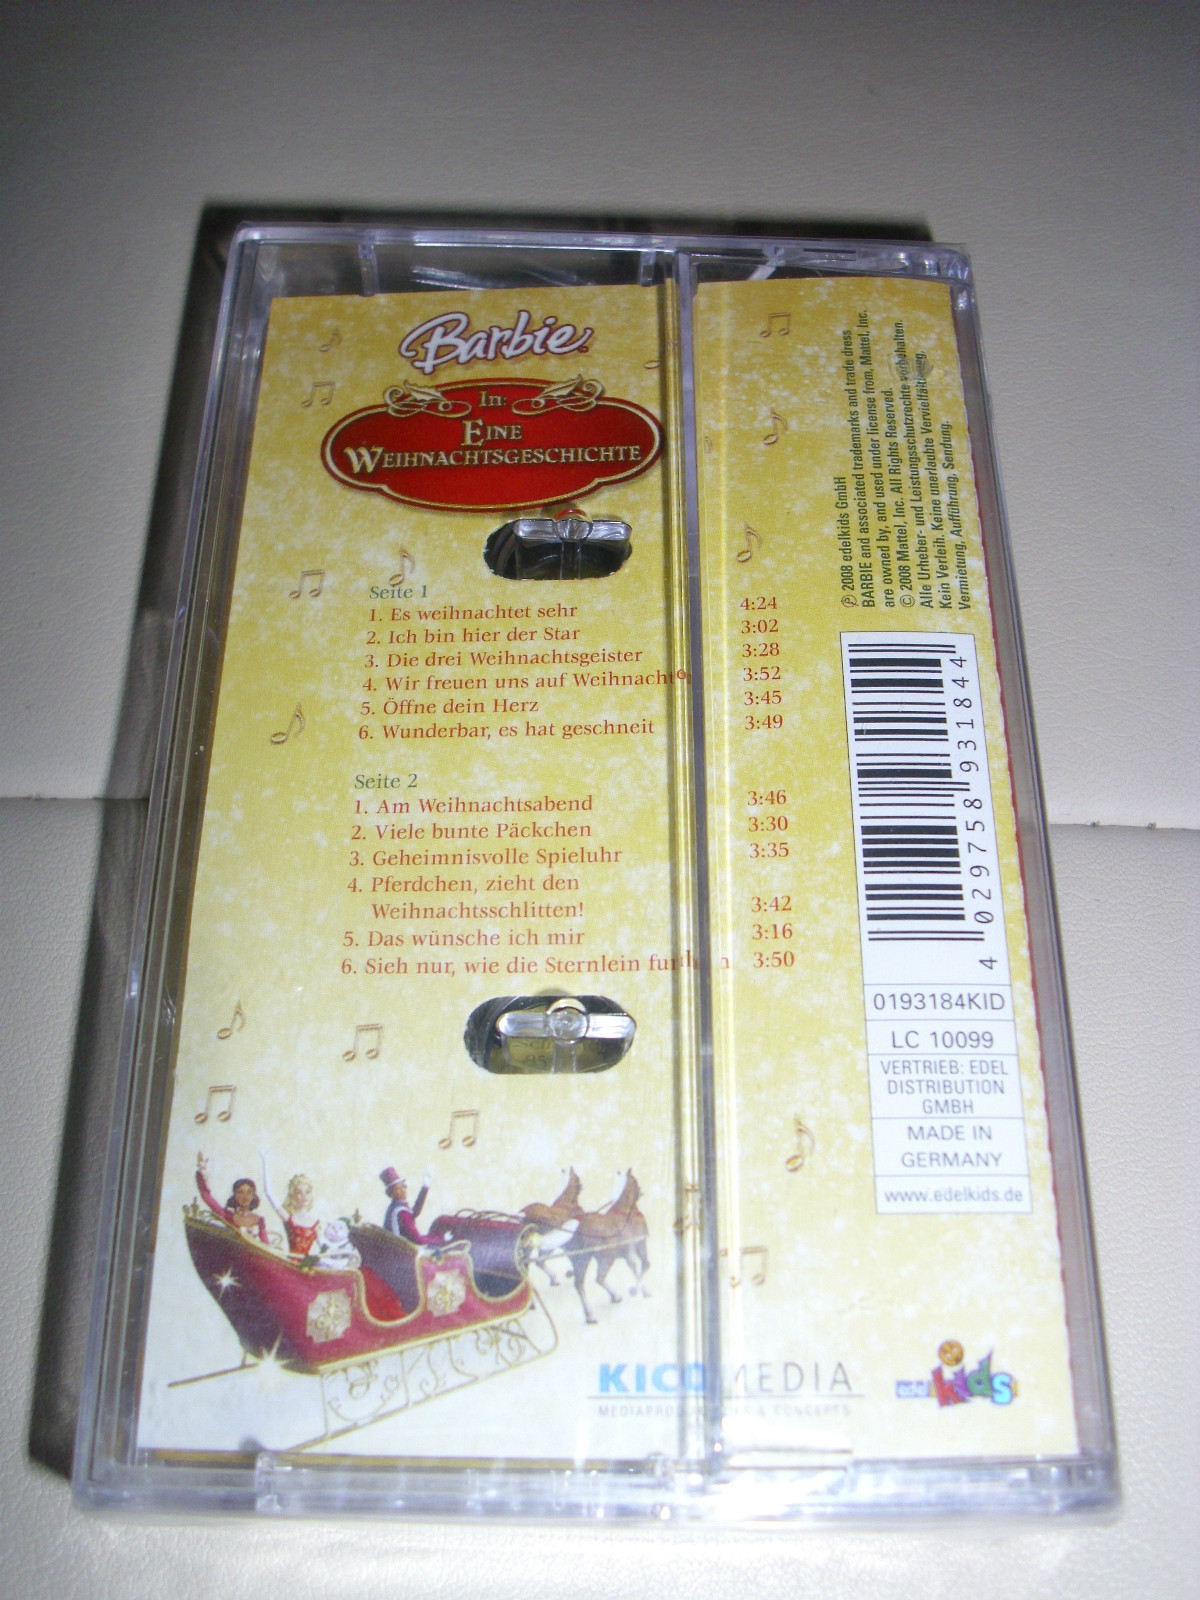 Barbie
In:
EINE
WEIHNACHTSGESCHICHTE
Seite 1
1. Es weihnachtet sehr 4:24
2. Ich bin hier der Star 3:02
3. Die drei Weihnachtsgeister 3:28
4. Wir freuen uns auf 3:52
5. Öffne dein Herz 3:45
6. Wunderbar, es hat geschneit 3:49
Seite 2
1. Am Weihnachtsabend 3:46
2. Viele bunte Päckchen 3:30
3. Geheimnisvolle Spieluhr 3:35
4. Pferdchen, zieht den
Weihnachtsschlitten! 3:42
5. Das wünsche ich mir 3:16
6. Sieh nur, wie die Sternlein 3:50
℗ 2008 edelkids GmbH
BARBIE and associated trademarks and trade dress
are owned by, and used under license from, Mattel, Inc.
© 2008 Mattel, Inc. All Rights Reserved.
Alle Urheber- und Leistungsschutzrechte vorbehalten.
Kein Verleih. Keine unerlaubte Vervielfältigung,
Vermietung, Aufführung, Sendung.
4 029758 931844
0193184KID
LC 10099
VERTRIEB: EDEL
DISTRIBUTION
GMBH
MADE IN
GERMANY
www.edelkids.de
KICO MEDIA
& CONCEPTS
edel kids